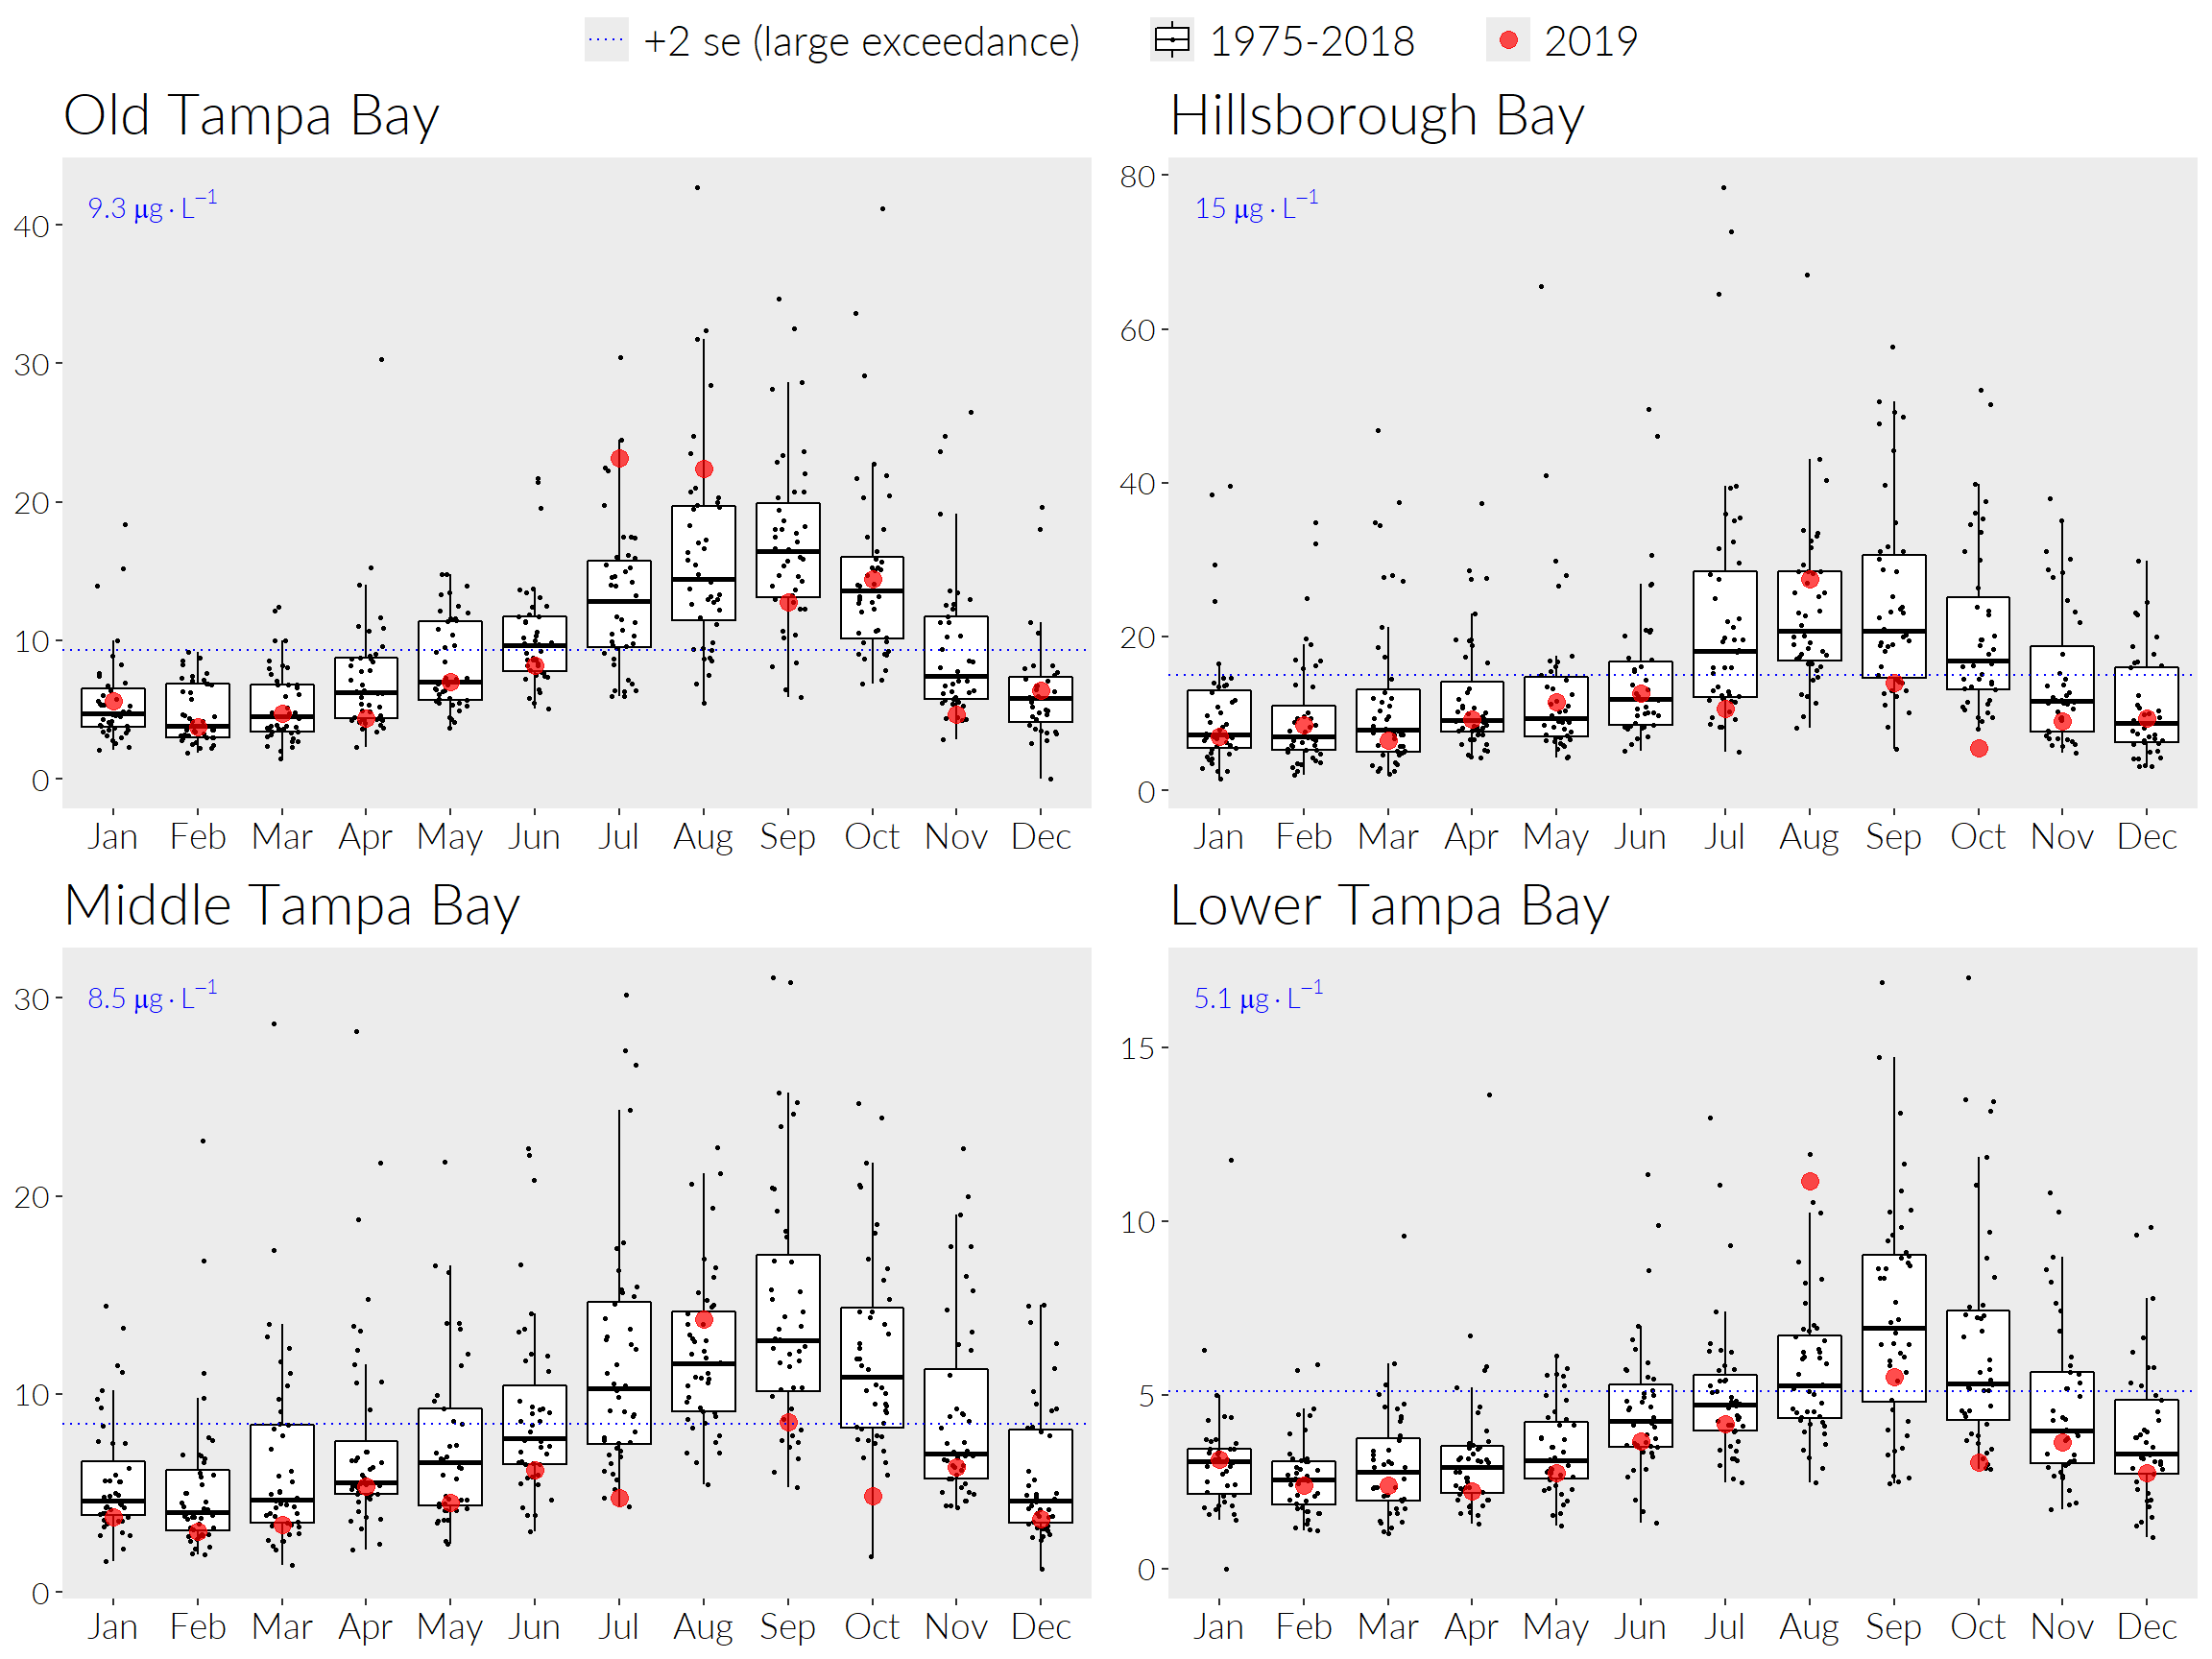 +2 se (large exceedance) 1975-2018 2019
Old Tampa Bay
9.3 μg · L⁻¹
40
30
20
10
0
Jan Feb Mar Apr May Jun Jul Aug Sep Oct Nov Dec
Hillsborough Bay
15 μg · L⁻¹
80
60
40
20
0
Jan Feb Mar Apr May Jun Jul Aug Sep Oct Nov Dec
Middle Tampa Bay
8.5 μg · L⁻¹
30
20
10
0
Jan Feb Mar Apr May Jun Jul Aug Sep Oct Nov Dec
Lower Tampa Bay
5.1 μg · L⁻¹
15
10
5
0
Jan Feb Mar Apr May Jun Jul Aug Sep Oct Nov Dec